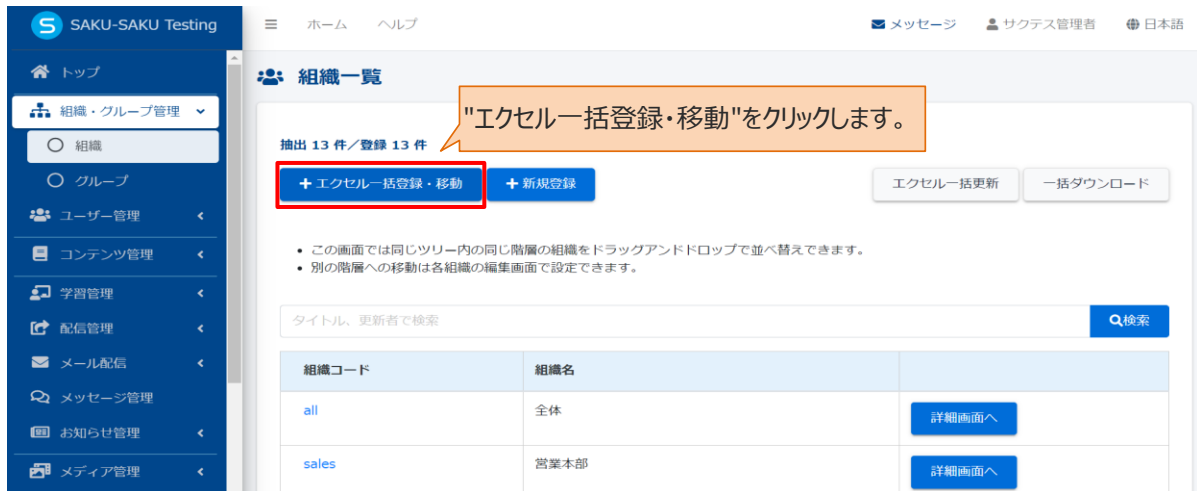 SAKU-SAKU Testing
ホーム ヘルプ
メッセージ サクテス管理者 日本語
トップ
組織・グループ管理
組織
グループ
ユーザー管理
コンテンツ管理
学習管理
配信管理
メール配信
メッセージ管理
お知らせ管理
メディア管理
組織一覧
"エクセル一括登録・移動"をクリックします。
抽出 13 件／登録 13 件
エクセル一括登録・移動 新規登録 エクセル一括更新 一括ダウンロード
• この画面では同じツリー内の同じ階層の組織をドラッグアンドドロップで並べ替えできます。
• 別の階層への移動は各組織の編集画面で設定できます。
タイトル、更新者で検索 検索
組織コード 組織名
all 全体 詳細画面へ
sales 営業本部 詳細画面へ